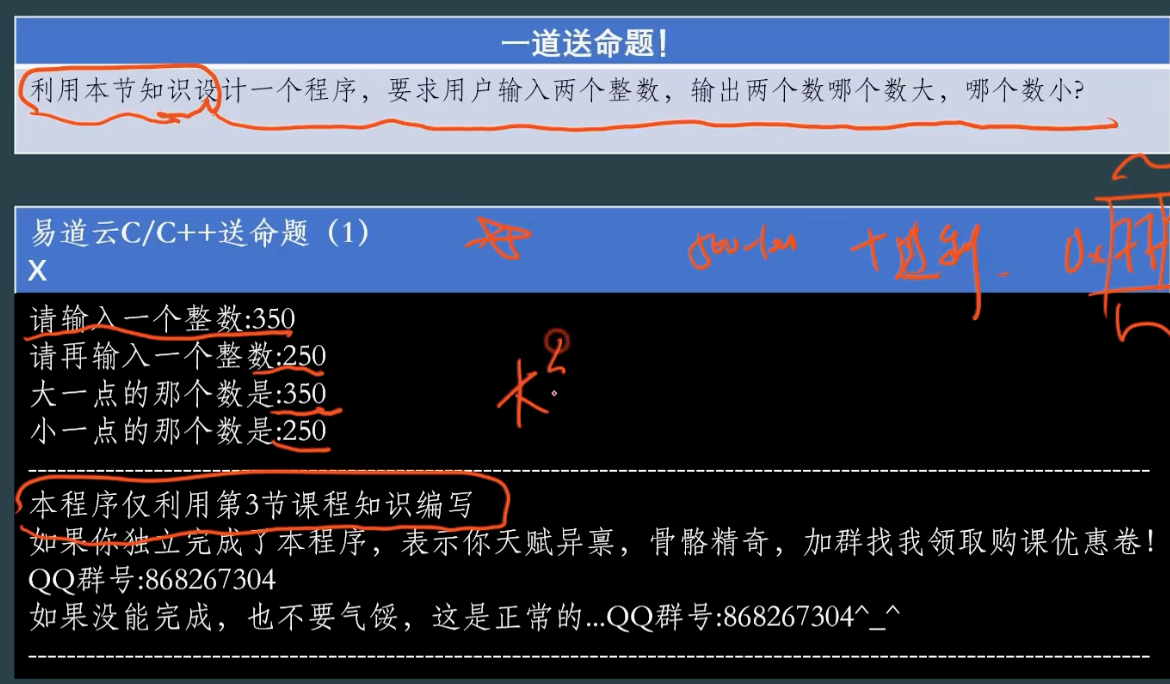 一道送命题！
利用本节知识设计一个程序，要求用户输入两个整数，输出两个数哪个数大，哪个数小?
易道云C/C++送命题（1）
X
十进制
0x
请输入一个整数:350
请再输入一个整数:250
大一点的那个数是:350
小一点的那个数是:250
本程序仅利用第3节课程知识编写
如果你独立完成了本程序，表示你天赋异禀，骨骼精奇，加群找我领取购课优惠卷！
QQ群号:868267304
如果没能完成，也不要气馁，这是正常的...QQ群号:868267304^_^